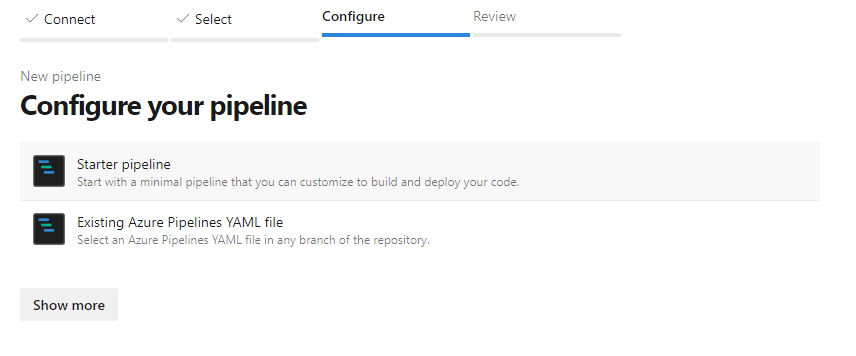 Connect
Select
Configure
Review
New pipeline
Configure your pipeline
Starter pipeline
Start with a minimal pipeline that you can customize to build and deploy your code.
Existing Azure Pipelines YAML file
Select an Azure Pipelines YAML file in any branch of the repository.
Show more